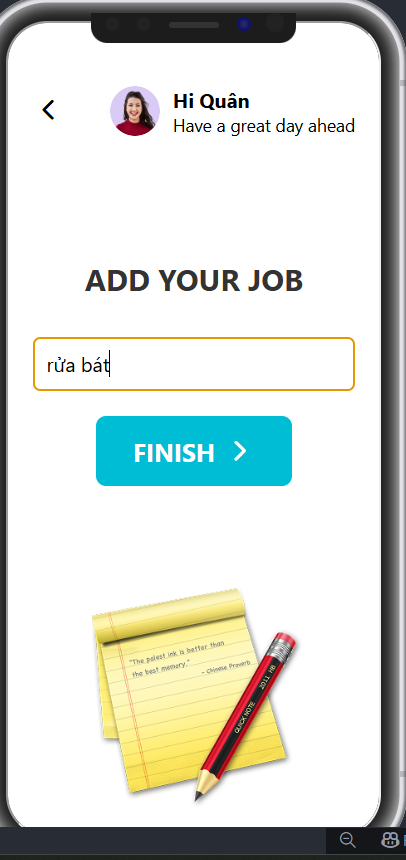 Hi Quân
Have a great day ahead
ADD YOUR JOB
rửa bát
FINISH
"The palest ink is better than
the best memory."
- Chinese Proverb
QUICK NOTE 2011 HB